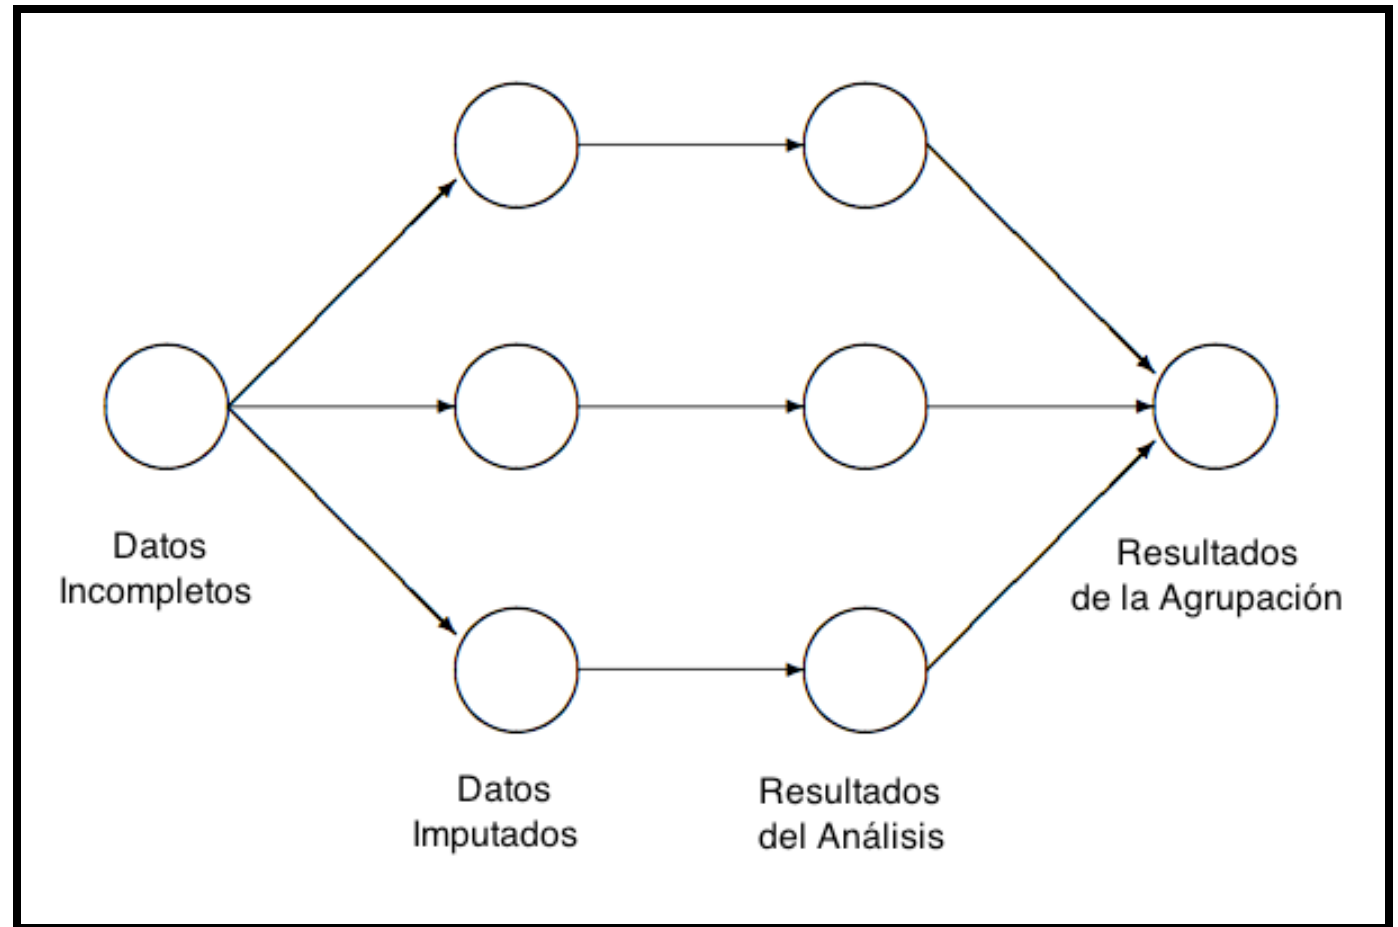 Datos
Incompletos
Resultados
de la Agrupación
Datos
Imputados
Resultados
del Análisis